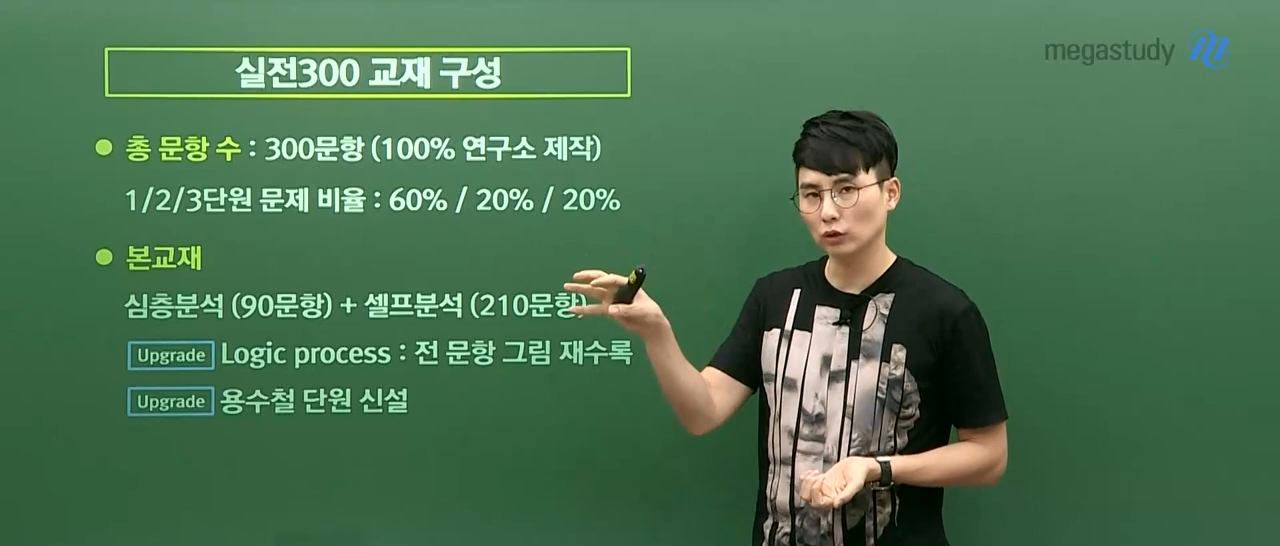 megastudy
실전300 교재 구성
총 문항 수 : 300문항 (100% 연구소 제작)
1/2/3단원 문제 비율 : 60% / 20% / 20%
본교재
심층분석 (90문항) + 셀프분석 (210문항)
Upgrade Logic process : 전 문항 그림 재수록
Upgrade 용수철 단원 신설